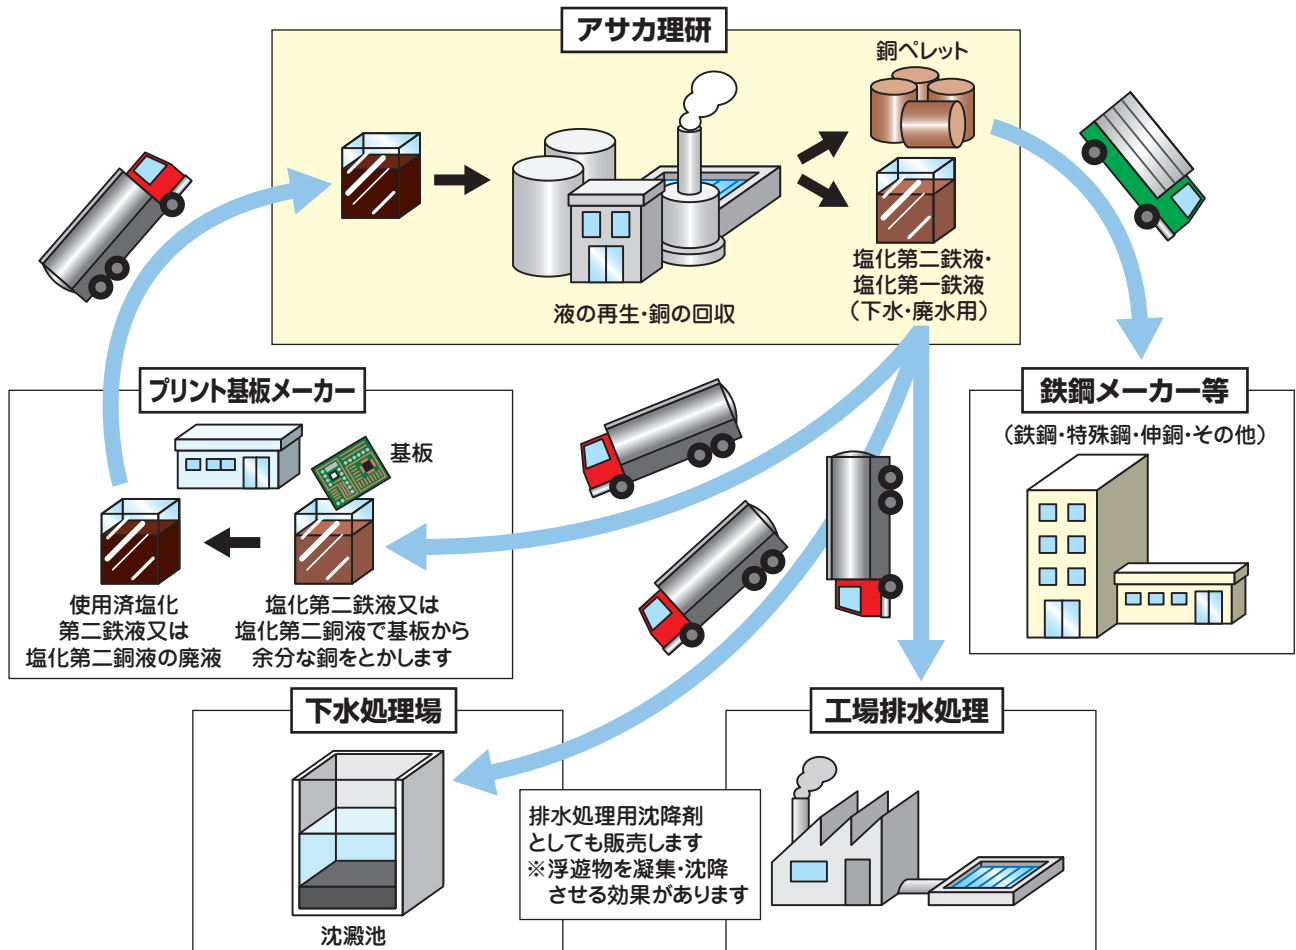 アサカ理研
銅ペレット
塩化第二鉄液・
塩化第一鉄液
（下水・廃水用）
液の再生・銅の回収
プリント基板メーカー
基板
使用済塩化
第二鉄液又は
塩化第二銅液の廃液
塩化第二鉄液又は
塩化第二銅液で基板から
余分な銅をとかします
鉄鋼メーカー等
（鉄鋼・特殊鋼・伸銅・その他）
下水処理場
沈澱池
排水処理用沈降剤
としても販売します
※浮遊物を凝集・沈降
させる効果があります
工場排水処理